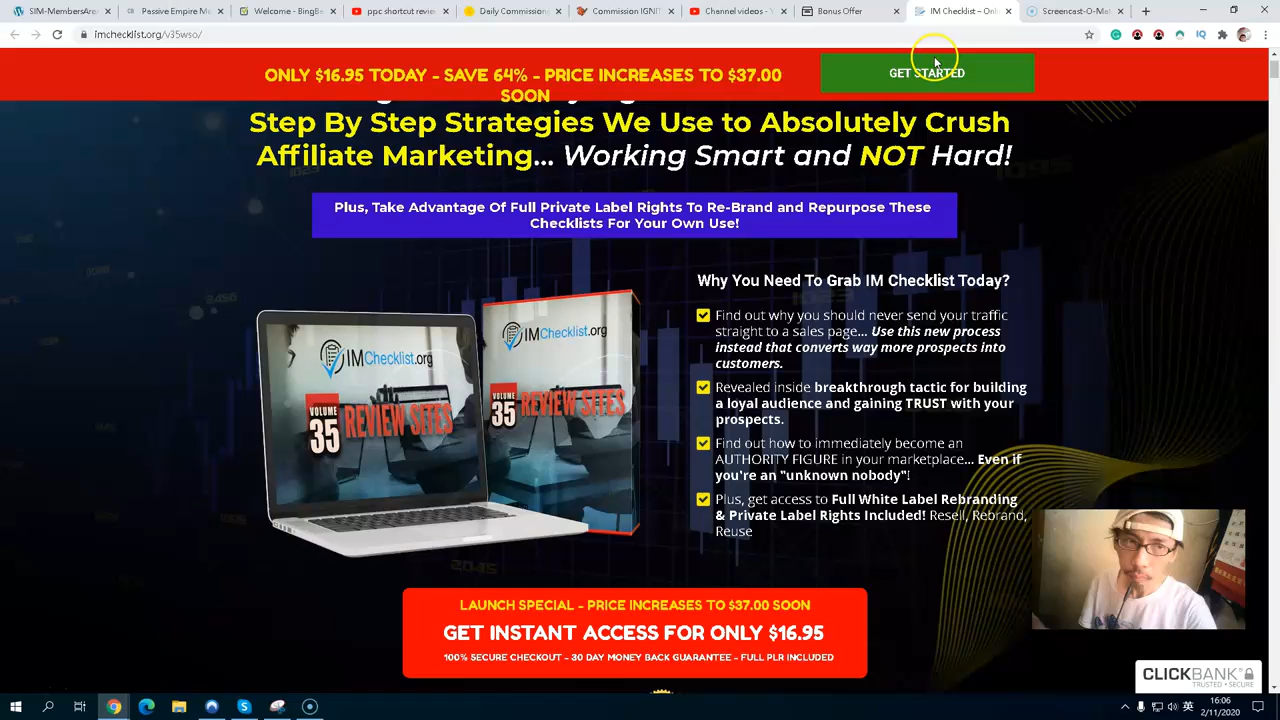 SIM-MembersArea
Passive Empire Me
Welcome - BingBa
ppc shortcut revie
Daily Commission
Commission IGNIT
Channel videos - Y
Bonus Offer
IM Checklist – Onl
Screencast-O-Mat
imchecklist.org/v35wso/
ONLY $16.95 TODAY - SAVE 64% - PRICE INCREASES TO $37.00
SOON
GET STARTED
Step By Step Strategies We Use to Absolutely Crush
Affiliate Marketing... Working Smart and NOT Hard!
Plus, Take Advantage Of Full Private Label Rights To Re-Brand and Repurpose These
Checklists For Your Own Use!
IMChecklist.org
VOLUME
35
REVIEW SITES
IMChecklist.org
VOLUME
35
REVIEW SITES
Why You Need To Grab IM Checklist Today?
Find out why you should never send your traffic
straight to a sales page... Use this new process
instead that converts way more prospects into
customers.
Revealed inside breakthrough tactic for building
a loyal audience and gaining TRUST with your
prospects.
Find out how to immediately become an
AUTHORITY FIGURE in your marketplace... Even if
you're an "unknown nobody"!
Plus, get access to Full White Label Rebranding
& Private Label Rights Included! Resell, Rebrand,
Reuse
LAUNCH SPECIAL - PRICE INCREASES TO $37.00 SOON
GET INSTANT ACCESS FOR ONLY $16.95
100% SECURE CHECKOUT - 30 DAY MONEY BACK GUARANTEE - FULL PLR INCLUDED
CLICKBANK
TRUSTED • SECURE
英
16:06
2/11/2020